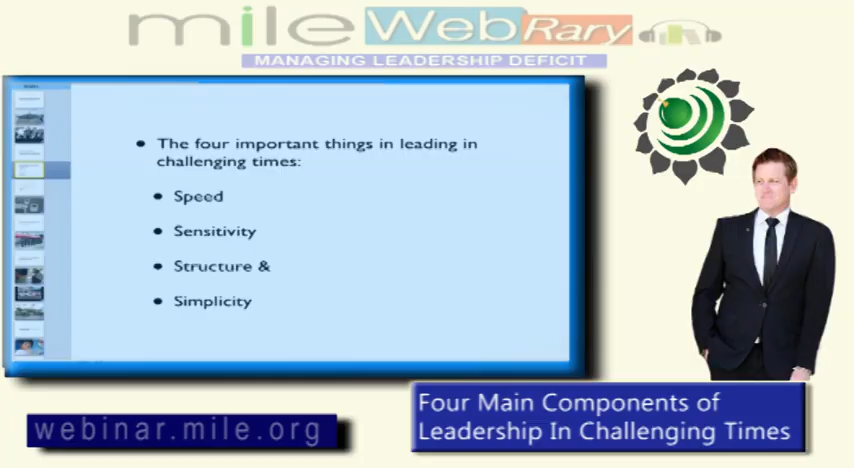 mile WebRary
MANAGING LEADERSHIP DEFICIT
The four important things in leading in
challenging times:
Speed
Sensitivity
Structure &
Simplicity
Four Main Components of
Leadership In Challenging Times
webinar.mile.org